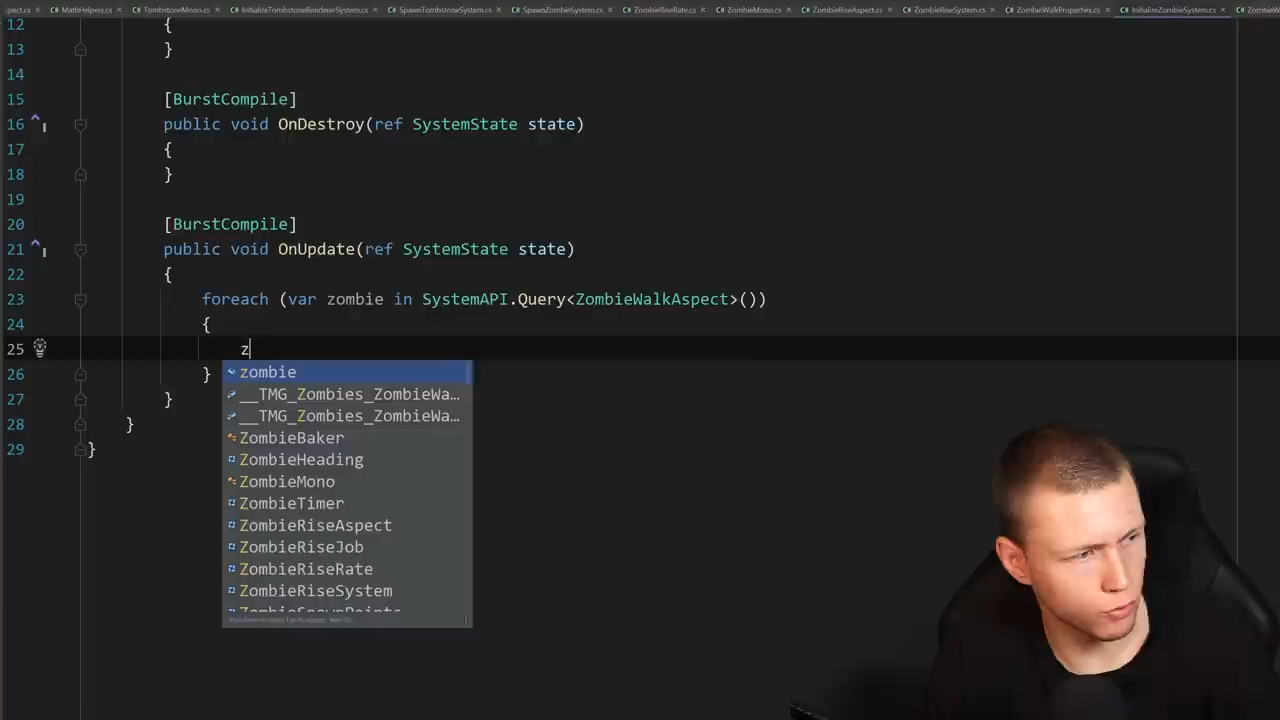 MathHelpers.cs TombstoneMono.cs InitializeTombstoneRendererSystem.cs SpawnTombstoneSystem.cs SpawnZombieSystem.cs ZombieRiseRate.cs ZombieMono.cs ZombieRiseAspect.cs ZombieRiseSystem.cs ZombieWalkProperties.cs InitializeZombieSystem.cs
12 {
13 }
14
15 [BurstCompile]
16 public void OnDestroy(ref SystemState state)
17 {
18 }
19
20 [BurstCompile]
21 public void OnUpdate(ref SystemState state)
22 {
23 foreach (var zombie in SystemAPI.Query<ZombieWalkAspect>())
24 {
25 z
zombie
__TMG_Zombies_ZombieWa…
__TMG_Zombies_ZombieWa…
ZombieBaker
ZombieHeading
ZombieMono
ZombieTimer
ZombieRiseAspect
ZombieRiseJob
ZombieRiseRate
ZombieRiseSystem
ZombieSpawnPoints
26 }
27 }
28 }
29 }